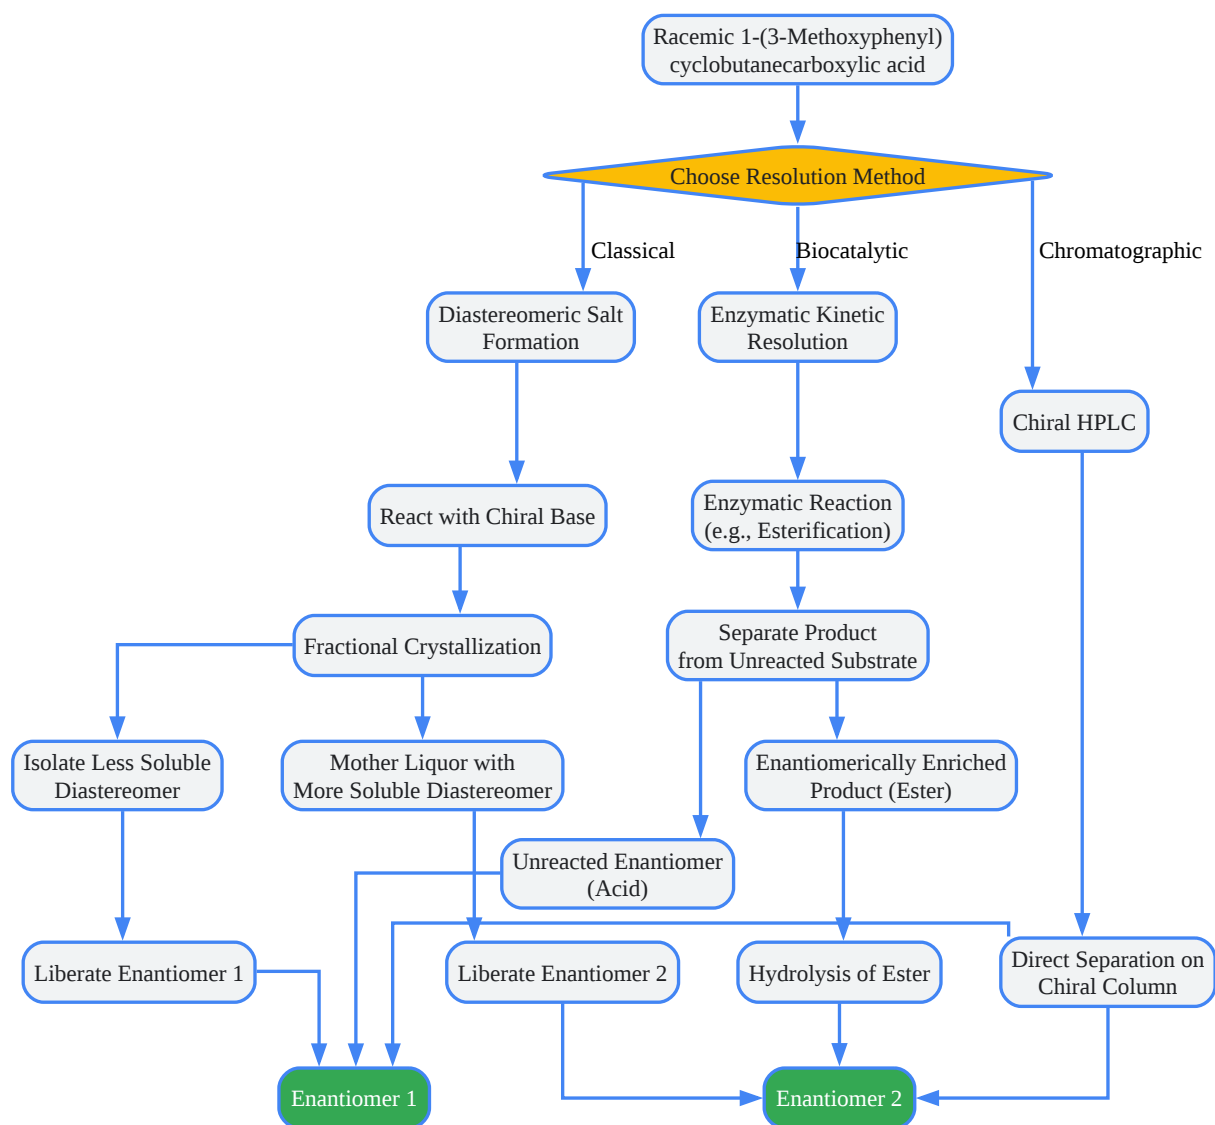 Racemic 1-(3-Methoxyphenyl)
cyclobutanecarboxylic acid
Choose Resolution Method
Classical
Biocatalytic
Chromatographic
Diastereomeric Salt
Formation
Enzymatic Kinetic
Resolution
Chiral HPLC
React with Chiral Base
Enzymatic Reaction
(e.g., Esterification)
Fractional Crystallization
Separate Product
from Unreacted Substrate
Isolate Less Soluble
Diastereomer
Mother Liquor with
More Soluble Diastereomer
Enantiomerically Enriched
Product (Ester)
Unreacted Enantiomer
(Acid)
Liberate Enantiomer 1
Liberate Enantiomer 2
Hydrolysis of Ester
Direct Separation on
Chiral Column
Enantiomer 1
Enantiomer 2